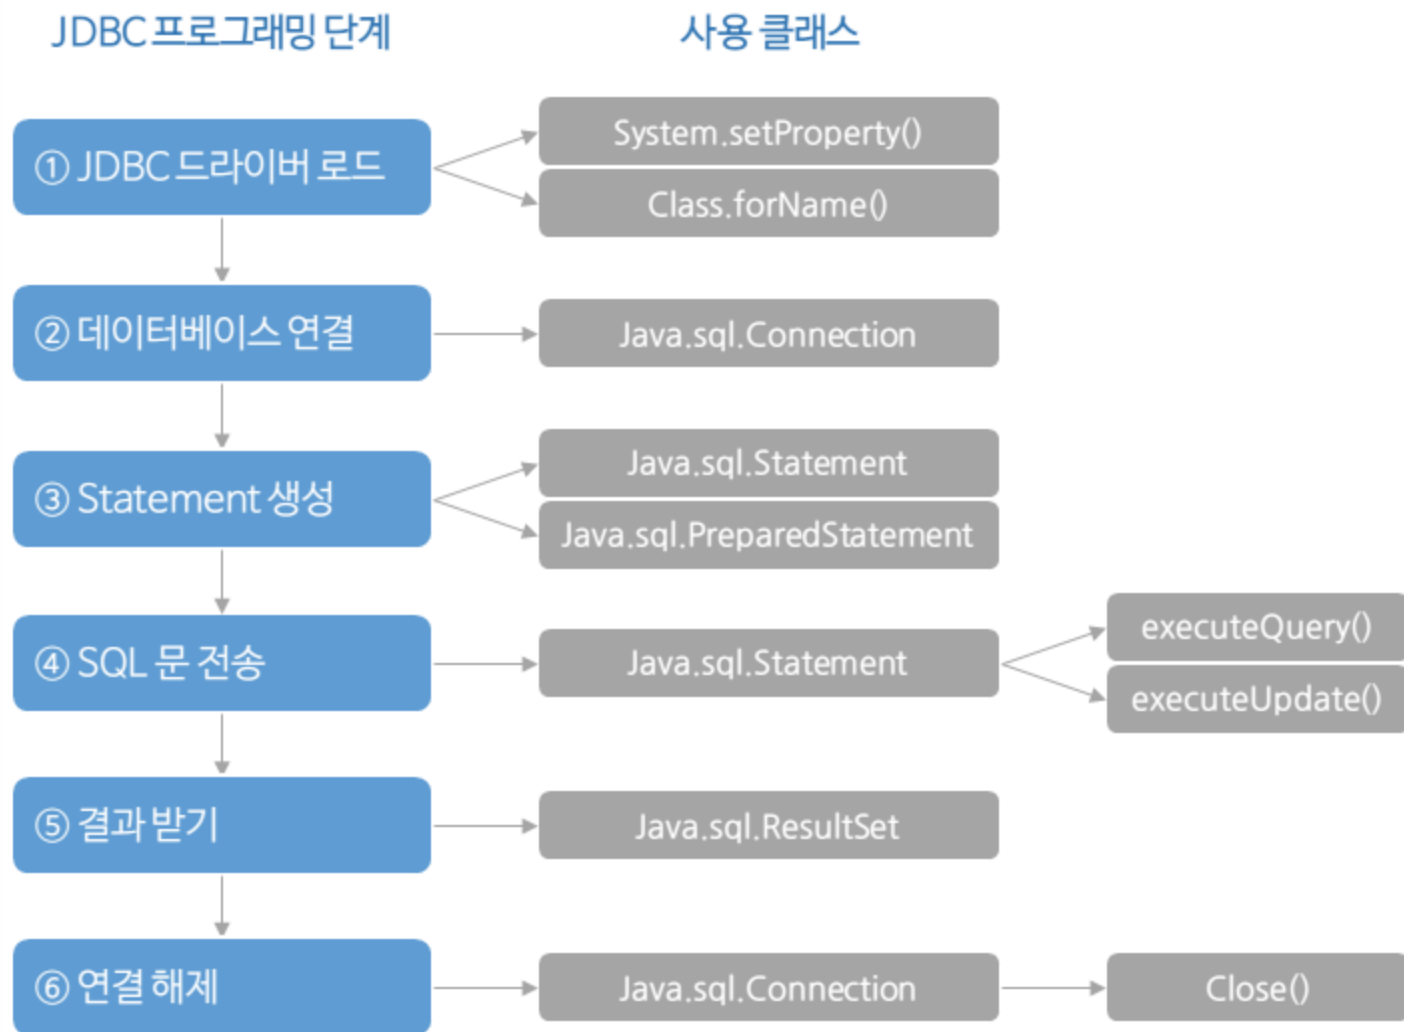 JDBC 프로그래밍 단계
사용 클래스
① JDBC 드라이버 로드
System.setProperty()
Class.forName()
② 데이터베이스 연결
Java.sql.Connection
③ Statement 생성
Java.sql.Statement
Java.sql.PreparedStatement
④ SQL 문 전송
Java.sql.Statement
executeQuery()
executeUpdate()
⑤ 결과 받기
Java.sql.ResultSet
⑥ 연결 해제
Java.sql.Connection
Close()